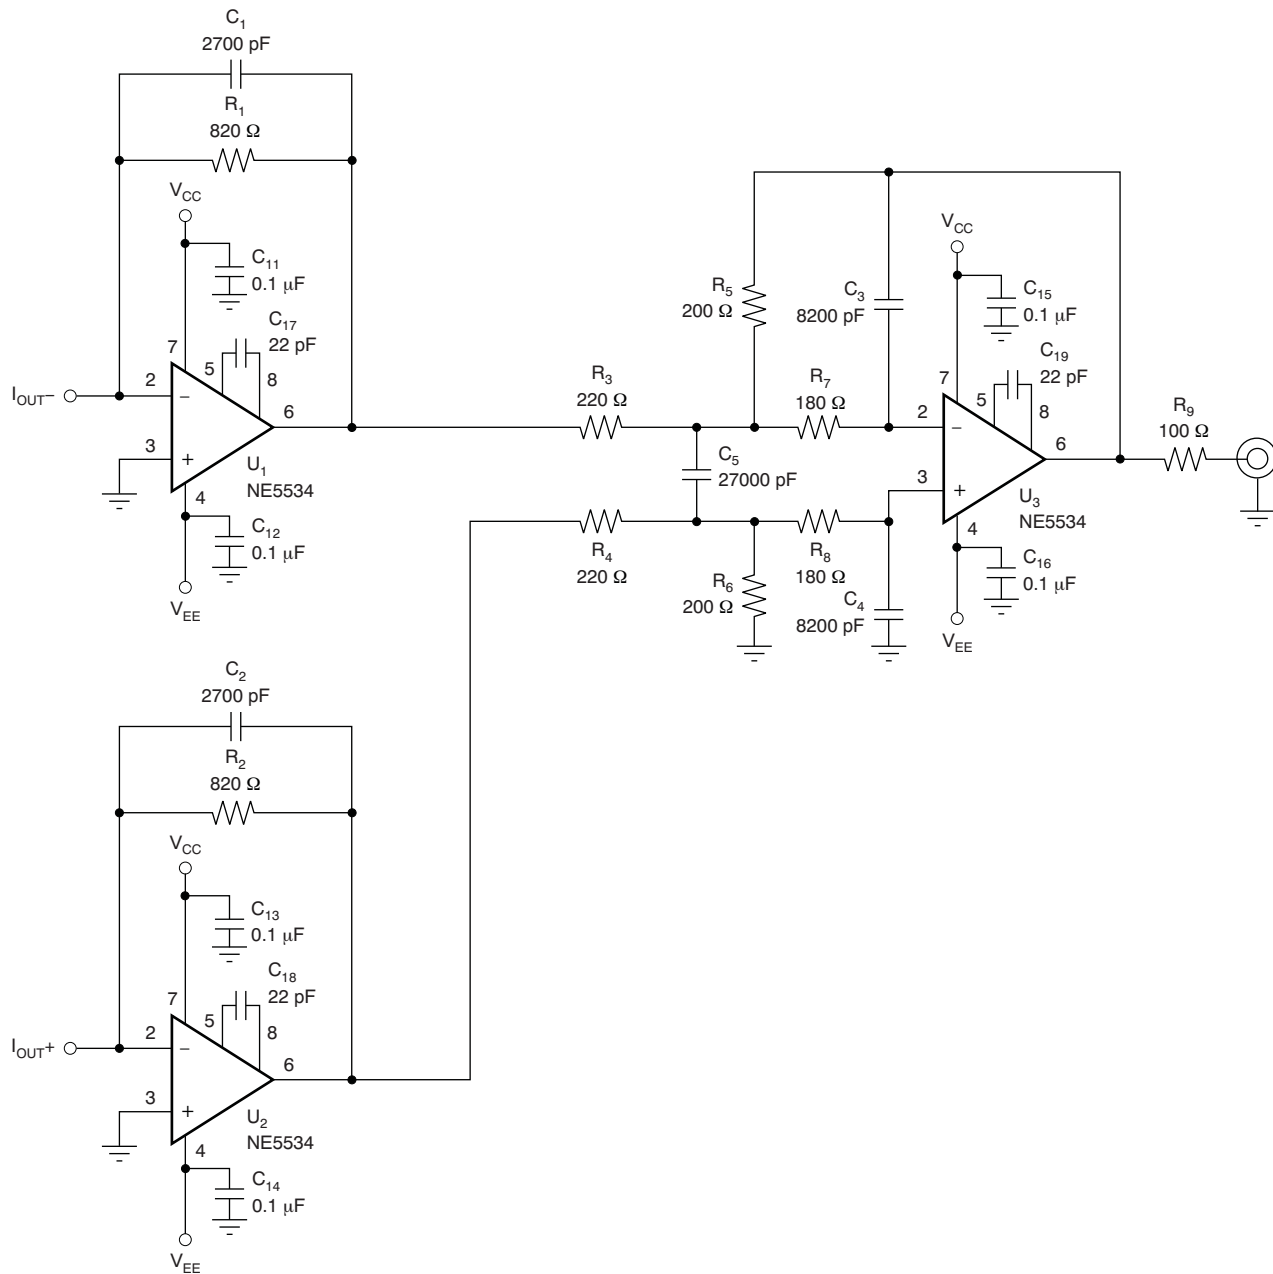 C1
2700 pF
R1
820 Ω
VCC
C11
0.1 µF
C17
22 pF
7
5
8
2
6
3
4
−
+
IOUT−
U1
NE5534
C12
0.1 µF
VEE
R3
220 Ω
R5
200 Ω
C3
8200 pF
R7
180 Ω
C5
27000 pF
R4
220 Ω
R6
200 Ω
R8
180 Ω
C4
8200 pF
VCC
C15
0.1 µF
C19
22 pF
7
5
8
2
6
3
4
−
+
U3
NE5534
R9
100 Ω
C16
0.1 µF
VEE
C2
2700 pF
R2
820 Ω
VCC
C13
0.1 µF
C18
22 pF
7
5
8
2
6
3
4
−
+
IOUT+
U2
NE5534
C14
0.1 µF
VEE